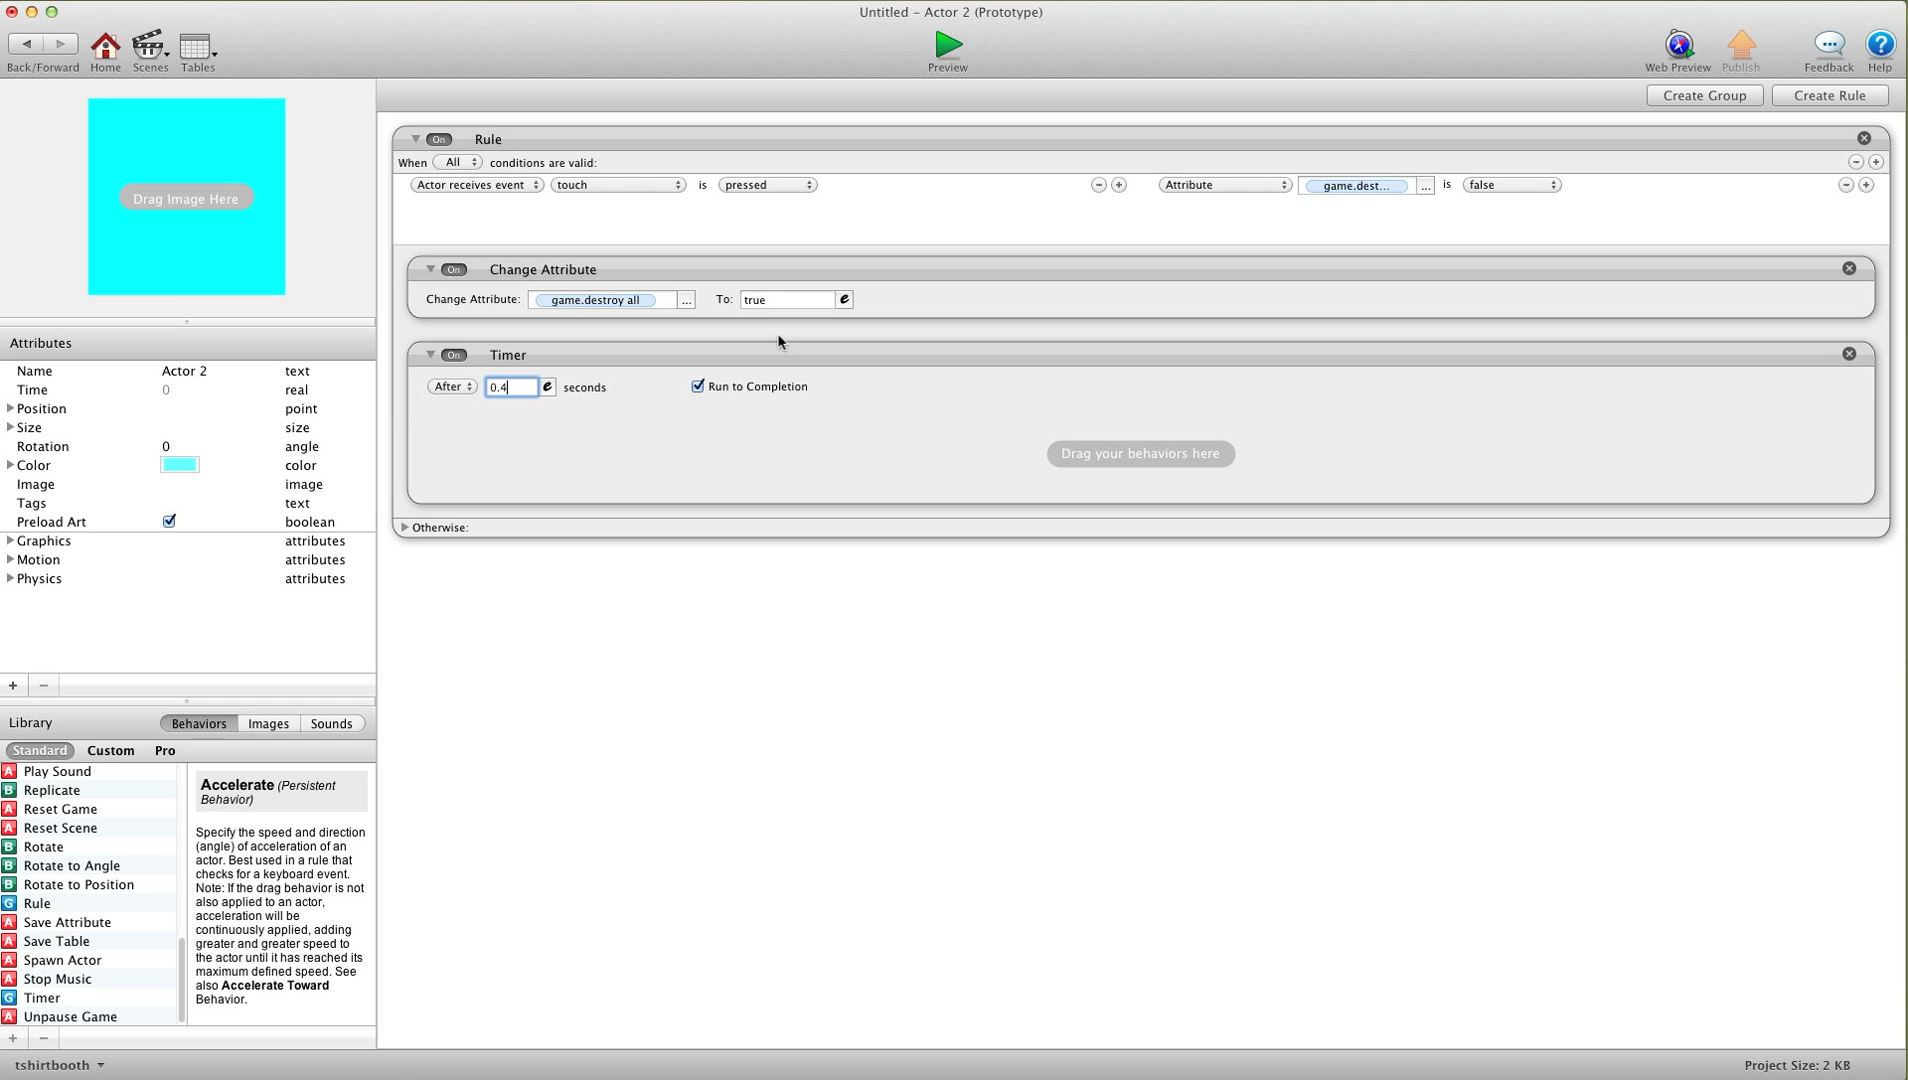 Untitled – Actor 2 (Prototype)
Back/Forward Home Scenes Tables Preview Web Preview Publish Feedback Help
Create Group Create Rule
Drag Image Here
On Rule
When All conditions are valid:
Actor receives event touch is pressed Attribute game.dest... ... is false
On Change Attribute
Change Attribute: game.destroy all ... To: true e
On Timer
After 0.4 e seconds Run to Completion
Drag your behaviors here
Otherwise:
Attributes
Name Actor 2 text
Time 0 real
Position point
Size size
Rotation 0 angle
Color color
Image image
Tags text
Preload Art boolean
Graphics attributes
Motion attributes
Physics attributes
+ −
Library Behaviors Images Sounds
Standard Custom Pro
A Play Sound
B Replicate
A Reset Game
A Reset Scene
B Rotate
B Rotate to Angle
B Rotate to Position
G Rule
A Save Attribute
A Save Table
A Spawn Actor
A Stop Music
G Timer
A Unpause Game
Accelerate (Persistent
Behavior)
Specify the speed and direction
(angle) of acceleration of an
actor. Best used in a rule that
checks for a keyboard event.
Note: If the drag behavior is not
also applied to an actor,
acceleration will be
continuously applied, adding
greater and greater speed to
the actor until it has reached its
maximum defined speed. See
also Accelerate Toward
Behavior.
+ −
tshirtbooth Project Size: 2 KB